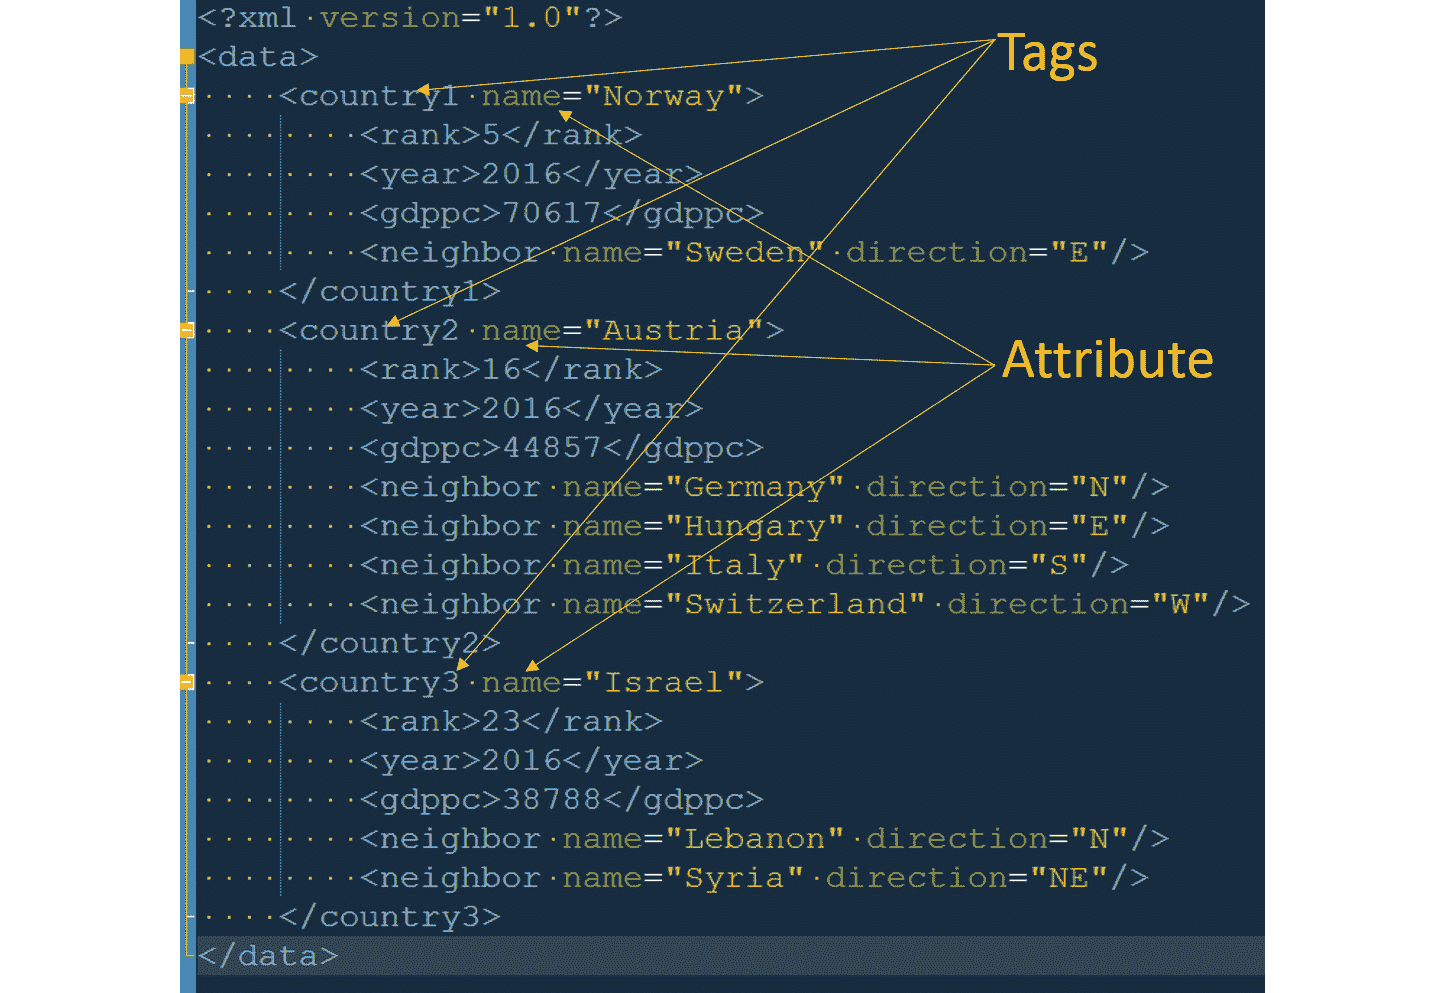 <?xml version="1.0"?>
<data>
    <country1 name="Norway">
        <rank>5</rank>
        <year>2016</year>
        <gdppc>70617</gdppc>
        <neighbor name="Sweden" direction="E"/>
    </country1>
    <country2 name="Austria">
        <rank>16</rank>
        <year>2016</year>
        <gdppc>44857</gdppc>
        <neighbor name="Germany" direction="N"/>
        <neighbor name="Hungary" direction="E"/>
        <neighbor name="Italy" direction="S"/>
        <neighbor name="Switzerland" direction="W"/>
    </country2>
    <country3 name="Israel">
        <rank>23</rank>
        <year>2016</year>
        <gdppc>38788</gdppc>
        <neighbor name="Lebanon" direction="N"/>
        <neighbor name="Syria" direction="NE"/>
    </country3>
</data>
Tags
Attribute